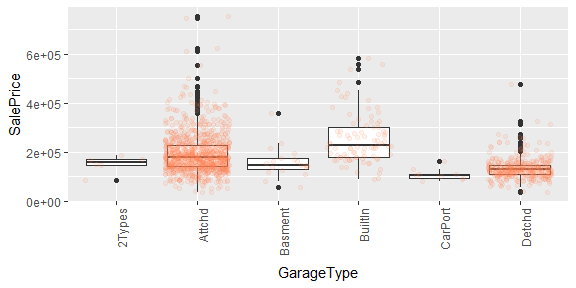 SalePrice
6e+05
4e+05
2e+05
0e+00
2Types
Attchd
Basment
BuiltIn
CarPort
Detchd
GarageType